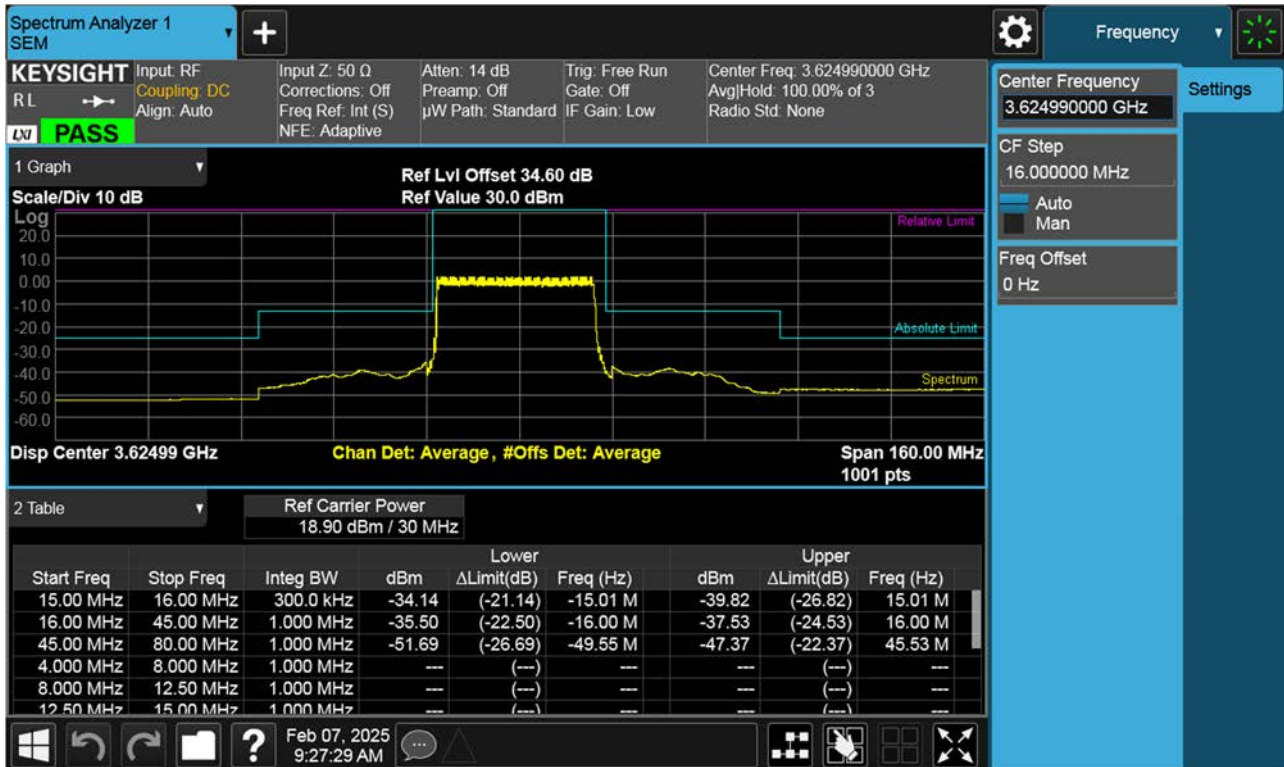 Spectrum Analyzer 1
SEM
Frequency
KEYSIGHT
RL
LXI
PASS
Input: RF
Coupling: DC
Align: Auto
Input Z: 50 Ω
Corrections: Off
Freq Ref: Int (S)
NFE: Adaptive
Atten: 14 dB
Preamp: Off
µW Path: Standard
Trig: Free Run
Gate: Off
IF Gain: Low
Center Freq: 3.624990000 GHz
Avg|Hold: 100.00% of 3
Radio Std: None
Center Frequency
3.624990000 GHz
Settings
CF Step
16.000000 MHz
Auto
Man
Freq Offset
0 Hz
1 Graph
Scale/Div 10 dB
Ref Lvl Offset 34.60 dB
Ref Value 30.0 dBm
Log
Relative Limit
20.0
10.0
0.00
-10.0
-20.0
Absolute Limit
-30.0
-40.0
Spectrum
-50.0
-60.0
Disp Center 3.62499 GHz
Chan Det: Average, #Offs Det: Average
Span 160.00 MHz
1001 pts
2 Table
Ref Carrier Power
18.90 dBm / 30 MHz
Lower Upper
Start Freq Stop Freq Integ BW dBm ΔLimit(dB) Freq (Hz) dBm ΔLimit(dB) Freq (Hz)
15.00 MHz 16.00 MHz 300.0 kHz -34.14 (-21.14) -15.01 M -39.82 (-26.82) 15.01 M
16.00 MHz 45.00 MHz 1.000 MHz -35.50 (-22.50) -16.00 M -37.53 (-24.53) 16.00 M
45.00 MHz 80.00 MHz 1.000 MHz -51.69 (-26.69) -49.55 M -47.37 (-22.37) 45.53 M
4.000 MHz 8.000 MHz 1.000 MHz --- (---) --- --- (---) ---
8.000 MHz 12.50 MHz 1.000 MHz --- (---) --- --- (---) ---
12.50 MHz 15.00 MHz 1.000 MHz --- (---) --- --- (---) ---
Feb 07, 2025
9:27:29 AM